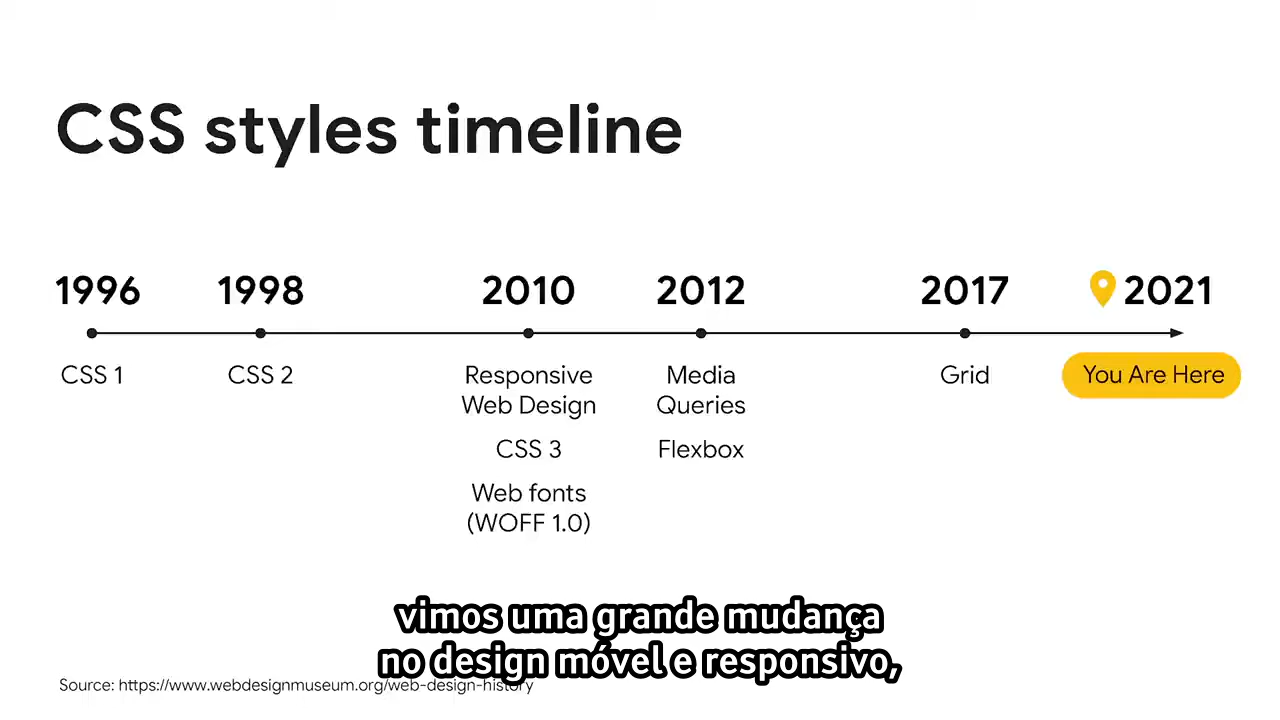 CSS styles timeline
1996
1998
2010
2012
2017
2021
CSS 1
CSS 2
Responsive
Web Design
CSS 3
Web fonts
(WOFF 1.0)
Media
Queries
Flexbox
Grid
You Are Here
vimos uma grande mudança
no design móvel e responsivo,
Source: https://www.webdesignmuseum.org/web-design-history